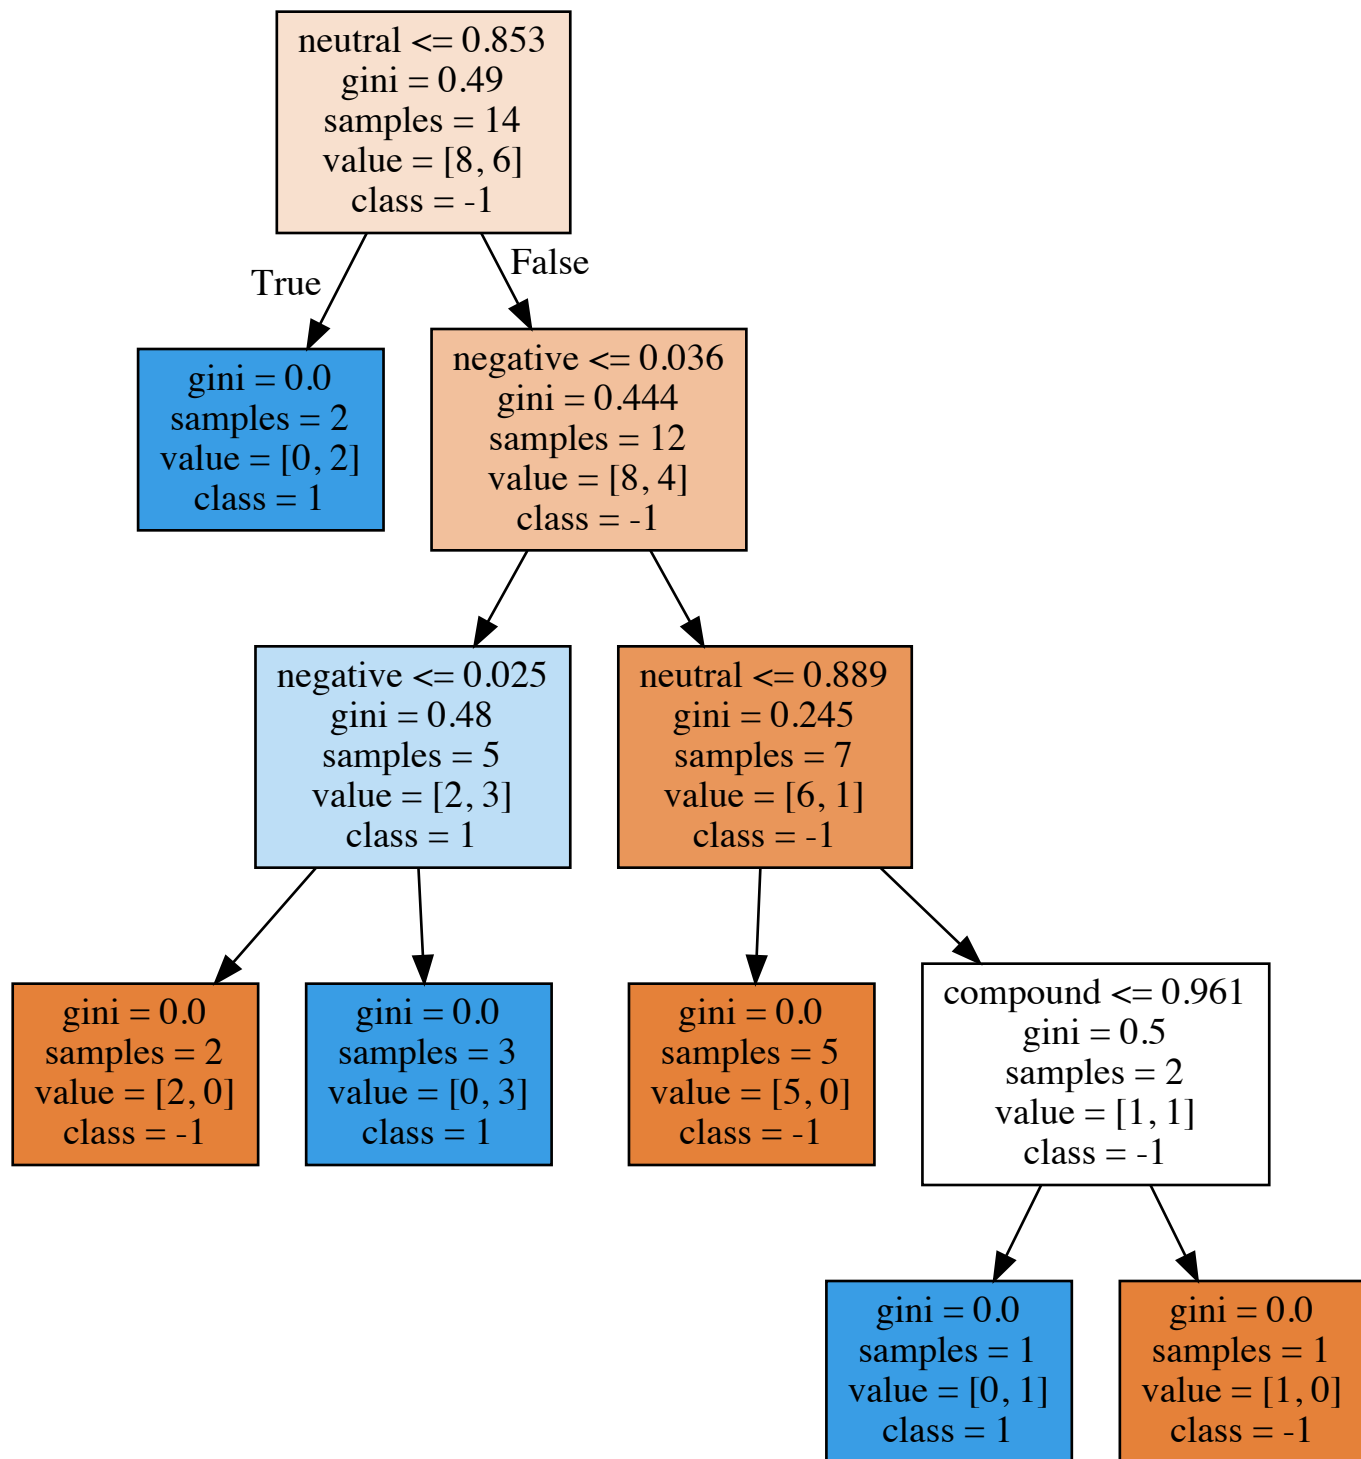 neutral <= 0.853
gini = 0.49
samples = 14
value = [8, 6]
class = -1
True
False
gini = 0.0
samples = 2
value = [0, 2]
class = 1
negative <= 0.036
gini = 0.444
samples = 12
value = [8, 4]
class = -1
negative <= 0.025
gini = 0.48
samples = 5
value = [2, 3]
class = 1
neutral <= 0.889
gini = 0.245
samples = 7
value = [6, 1]
class = -1
gini = 0.0
samples = 2
value = [2, 0]
class = -1
gini = 0.0
samples = 3
value = [0, 3]
class = 1
gini = 0.0
samples = 5
value = [5, 0]
class = -1
compound <= 0.961
gini = 0.5
samples = 2
value = [1, 1]
class = -1
gini = 0.0
samples = 1
value = [0, 1]
class = 1
gini = 0.0
samples = 1
value = [1, 0]
class = -1